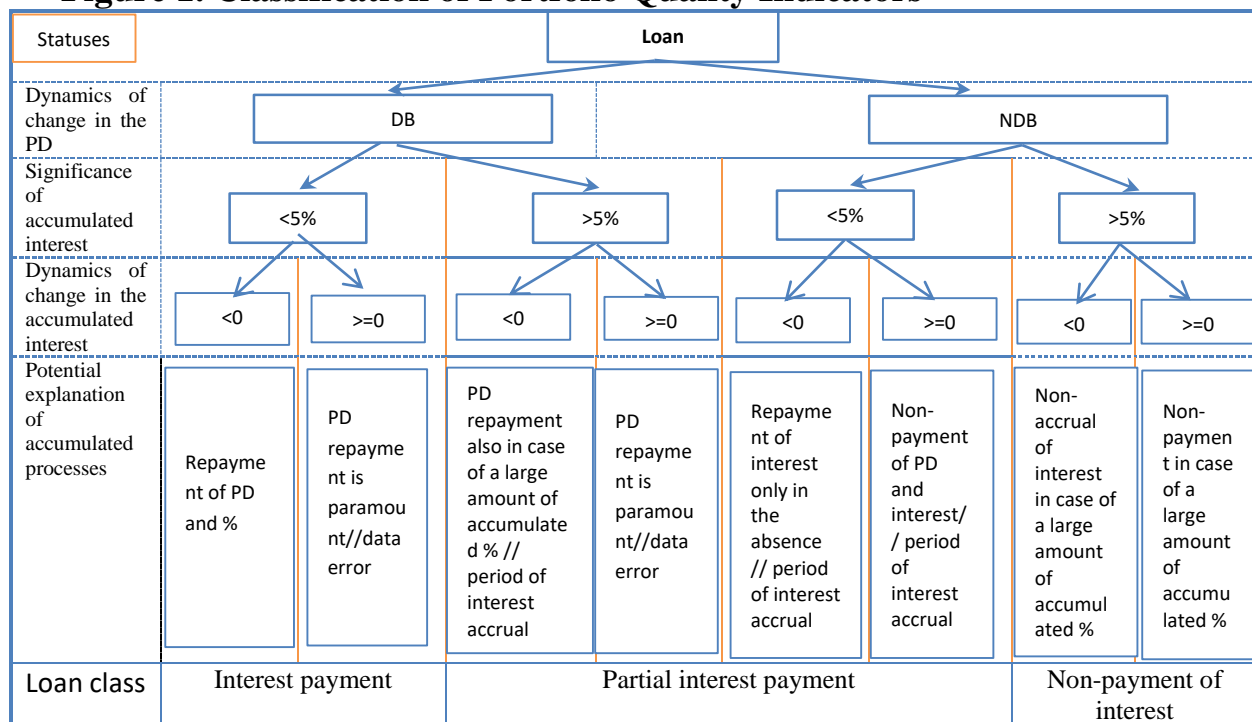 Figure Classification of Portfolio Quality Indicators
Statuses
Loan
Dynamics of
change in the
PD
DB
NDB
Significance
of
accumulated
interest
<5%
>5%
<5%
>5%
Dynamics of
change in the
accumulated
interest
<0
>=0
<0
>=0
<0
>=0
<0
>=0
Potential
explanation
of
accumulated
processes
Repayme
nt of PD
and %
PD
repayme
nt is
paramou
nt//data
error
PD
repayment
also in case
of a large
amount of
accumulate
d % //
period of
interest
accrual
PD
repayme
nt is
paramou
nt//data
error
Repayme
nt of
interest
only in
the
absence
// period
of interest
accrual
Non-
payment
of PD
and
interest/
/ period
of
interest
accrual
Non-
accrual
of
interest
in case of
a large
amount
of
accumul
ated %
Non-
paymen
t in case
of a
large
amount
of
accumu
lated %
Loan class
Interest payment
Partial interest payment
Non-payment of
interest